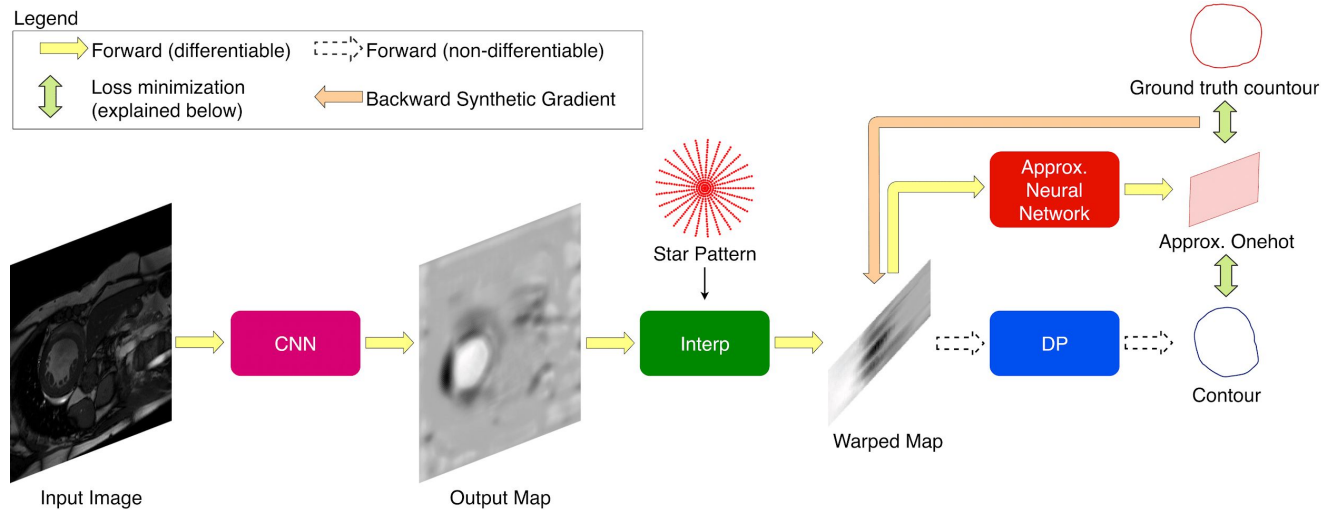 Legend
Forward (differentiable)
Forward (non-differentiable)
Loss minimization
(explained below)
Backward Synthetic Gradient
Ground truth countour
Approx.
Neural
Network
Approx. Onehot
Star Pattern
CNN
Interp
DP
Contour
Warped Map
Input Image
Output Map